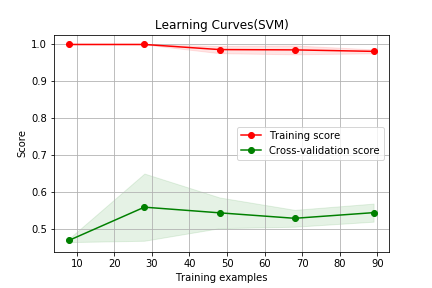 Learning Curves(SVM)
1.0
0.9
0.8
0.7
0.6
0.5
Score
Training score
Cross-validation score
10 20 30 40 50 60 70 80 90
Training examples